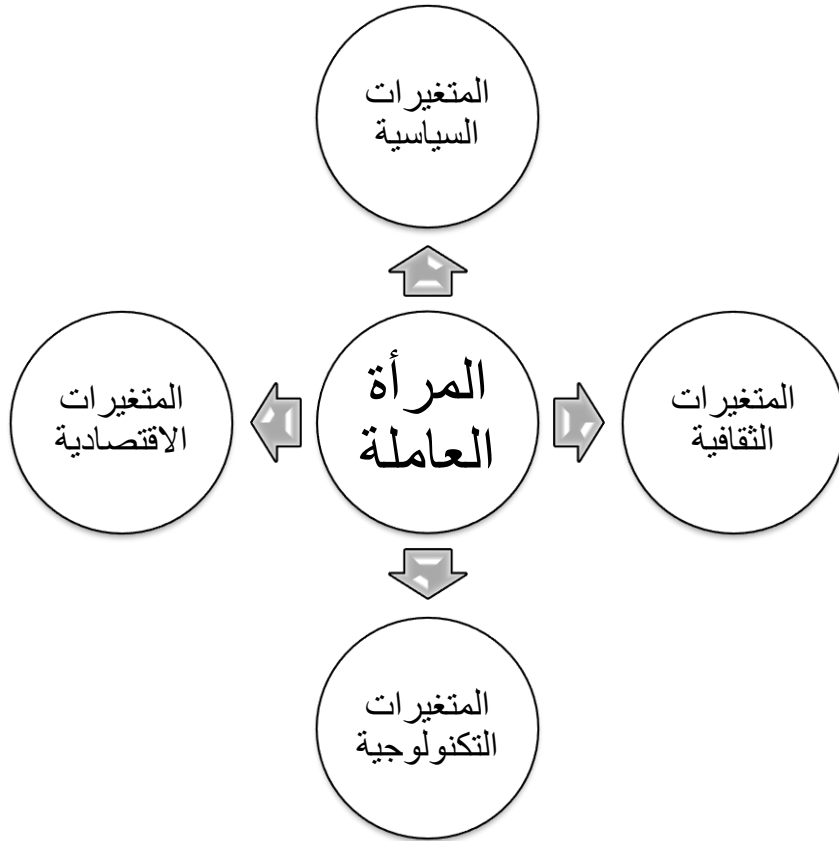 المتغيرات
السياسية
المتغيرات
الثقافية
المرأة
العاملة
المتغيرات
الاقتصادية
المتغيرات
التكنولوجية